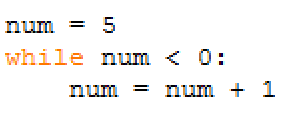 num = 5
while num < 0:
    num = num + 1